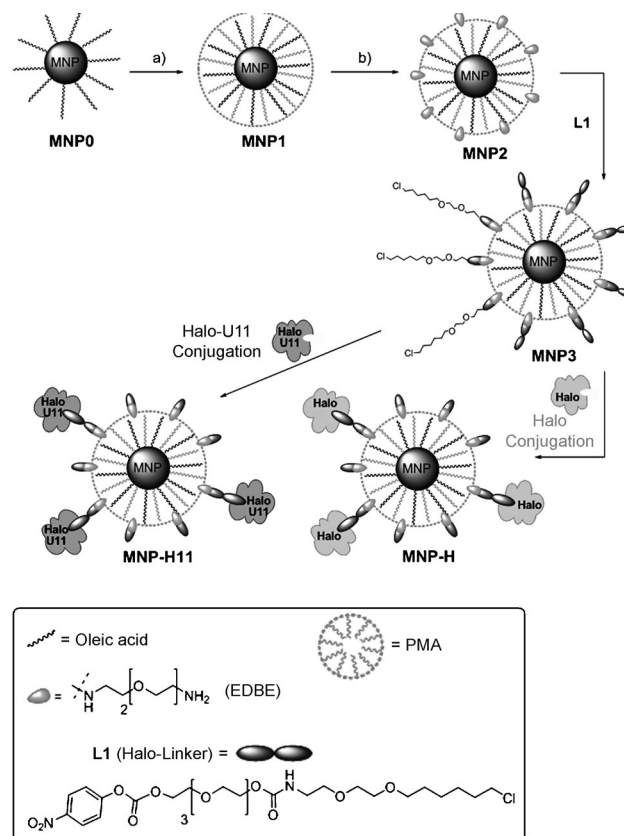 MNP
a)
MNP
b)
MNP
MNP0
MNP1
MNP2
L1
Cl
O
O
Cl
O
O
MNP
Cl
O
O
MNP3
Halo-U11
Conjugation
Halo
U11
Halo
Halo
Conjugation
Halo
U11
Halo
MNP
MNP
Halo
U11
Halo
U11
Halo
Halo
MNP-H11
MNP-H
= Oleic acid
= PMA
= N H O 2 NH2 (EDBE)
L1 (Halo-Linker) =
O2N O O O O 3 O O H N O O O Cl